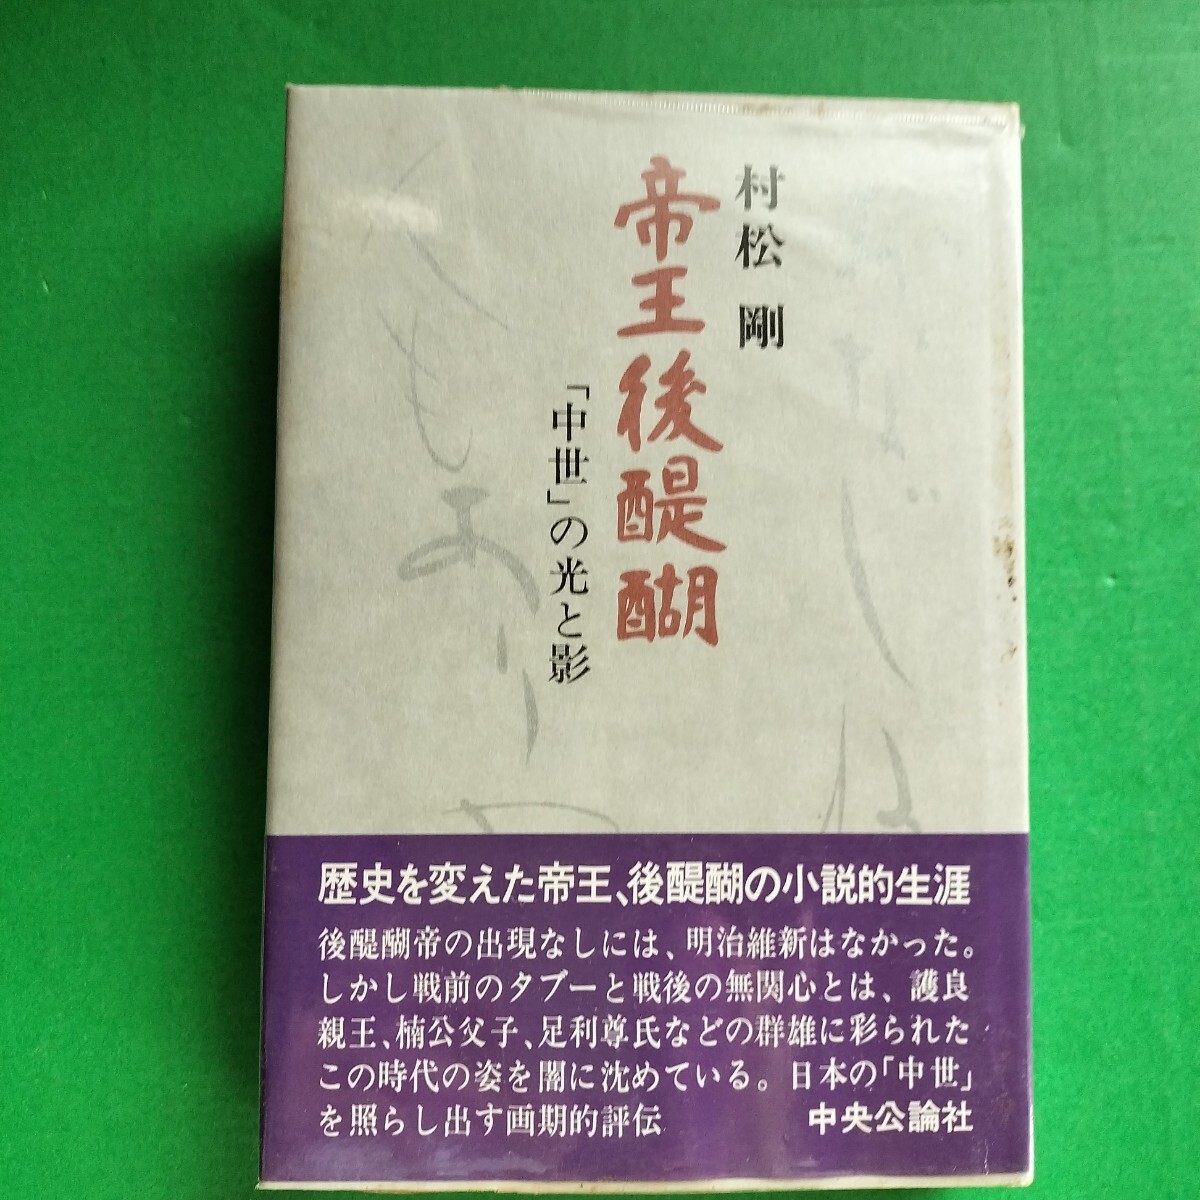 村松 剛
帝王後醍醐
「中世」の光と影
歴史を変えた帝王、後醍醐の小説的生涯
後醍醐帝の出現なしには、明治維新はなかった。
しかし戦前のタブーと戦後の無関心とは、護良
親王、楠公父子、足利尊氏などの群雄に彩られた
この時代の姿を闇に沈めている。日本の「中世」
を照らし出す画期的評伝 中央公論社